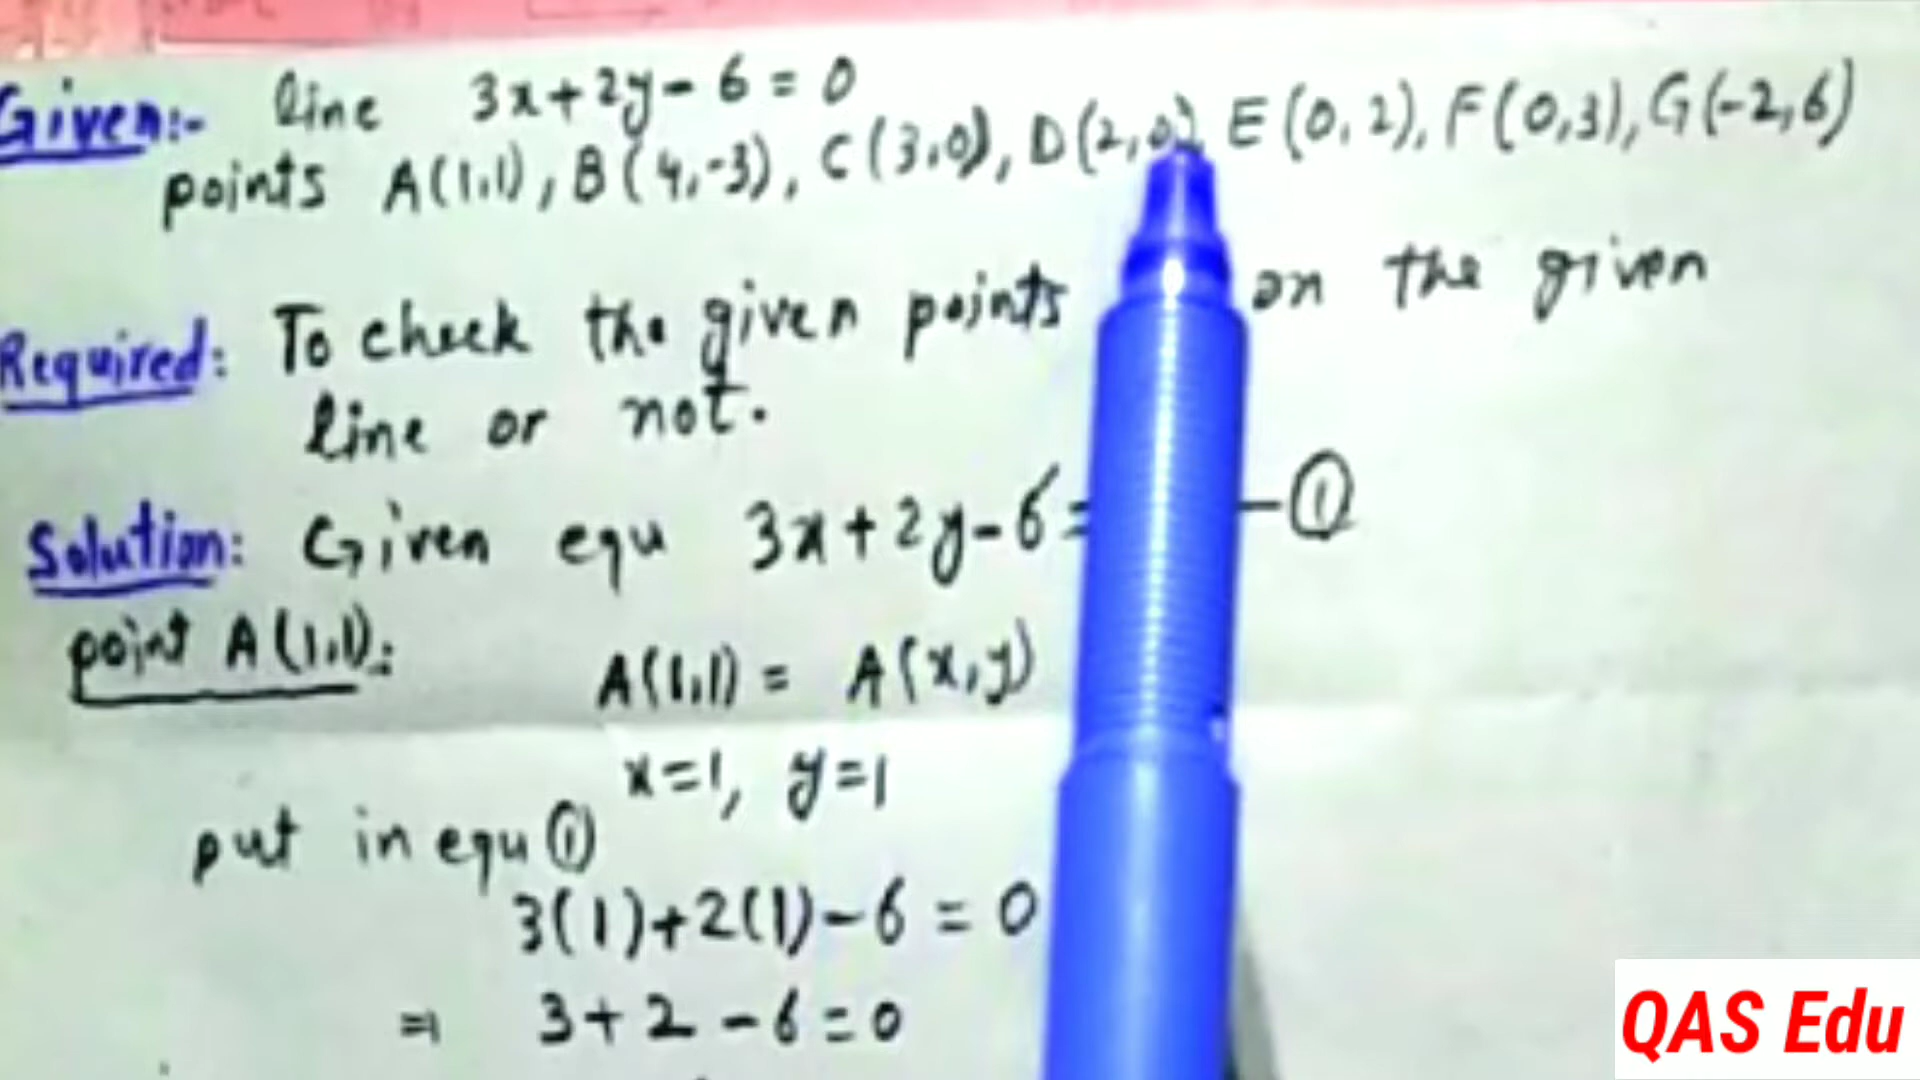 Given:- line 3x+2y-6=0
points A(1,1), B(4,-3), C(3,0), D(2,0) E(0,2), F(0,3), G(-2,6)
Required: To check the given points on the given
line or not.
Solution: Given equ 3x+2y-6= -①
point A(1,1): A(1,1) = A(x,y)
x=1, y=1
put in equ ①
3(1)+2(1)-6=0
⇒ 3+2-6=0
QAS Edu